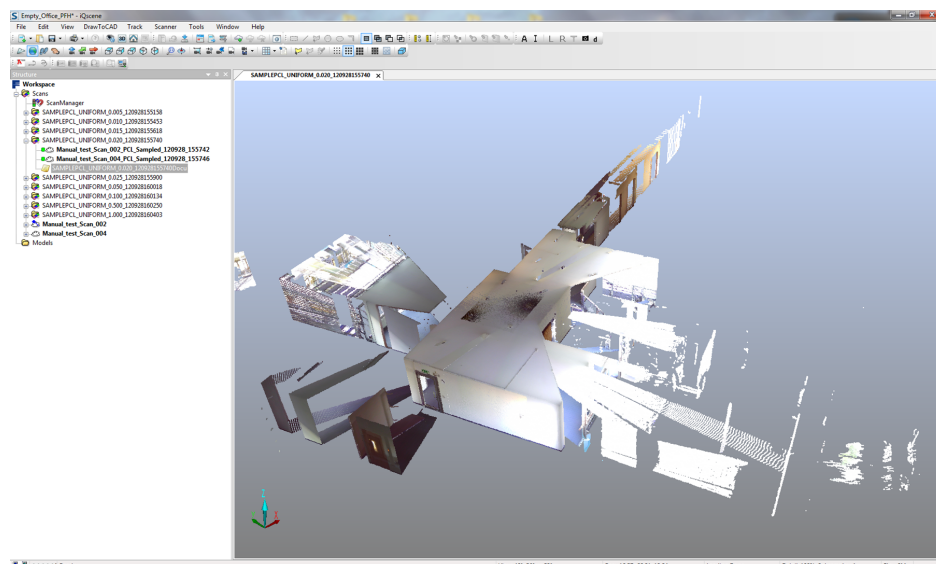 Empty_Office_PFH* - iQscene
File Edit View DrawToCAD Track Scanner Tools Window Help
A I L R T d
Structure
SAMPLEPCL_UNIFORM_0.020_120928155740 x
Workspace
Scans
ScanManager
SAMPLEPCL_UNIFORM_0.005_120928155158
SAMPLEPCL_UNIFORM_0.010_120928155453
SAMPLEPCL_UNIFORM_0.015_120928155618
SAMPLEPCL_UNIFORM_0.020_120928155740
Manual_test_Scan_002_PCL_Sampled_120928_155742
Manual_test_Scan_004_PCL_Sampled_120928_155746
SAMPLEPCL_UNIFORM_0.020_120928155740Docu
SAMPLEPCL_UNIFORM_0.025_120928155900
SAMPLEPCL_UNIFORM_0.050_120928160018
SAMPLEPCL_UNIFORM_0.100_120928160134
SAMPLEPCL_UNIFORM_0.500_120928160250
SAMPLEPCL_UNIFORM_1.000_120928160403
Manual_test_Scan_002
Manual_test_Scan_004
Models
Z